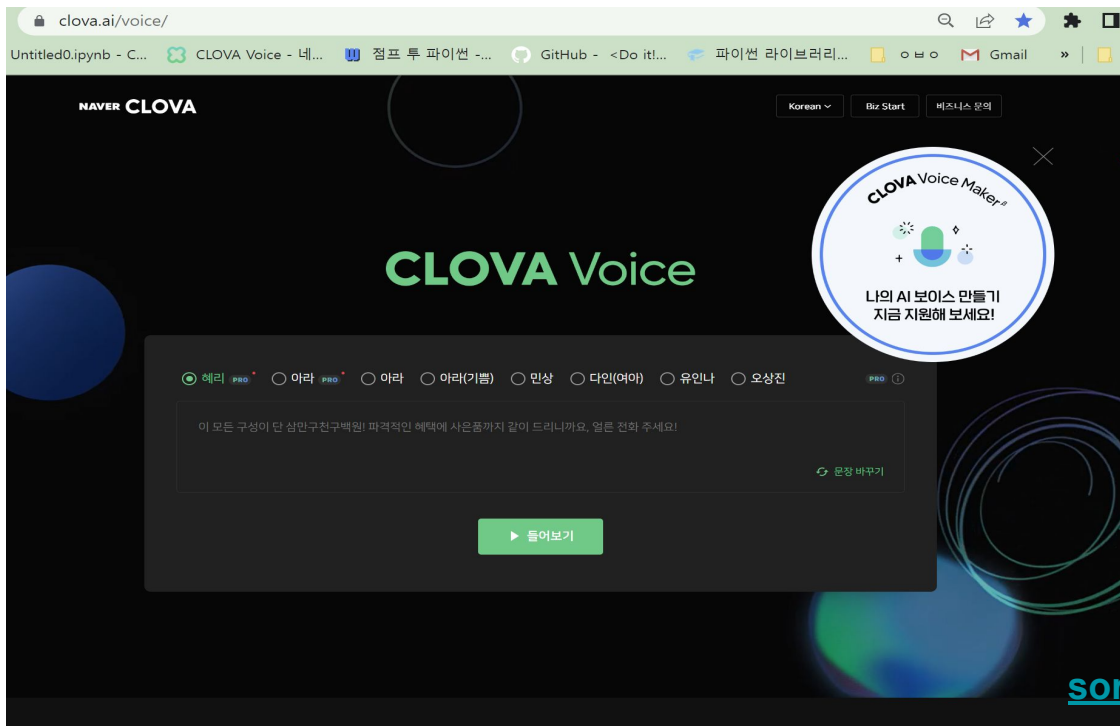 clova.ai/voice/
Untitled0.ipynb - C... CLOVA Voice - 네... 점프 투 파이썬 -... GitHub - <Do it!... 파이썬 라이브러리... ㅇㅂㅇ Gmail »
NAVER CLOVA
Korean Biz Start 비즈니스 문의
CLOVA Voice Maker β
나의 AI 보이스 만들기
지금 지원해 보세요!
CLOVA Voice
혜리 PRO * 아라 PRO * 아라 아라(기쁨) 민상 다인(여아) 유인나 오상진 PRO
이 모든 구성이 단 삼만구천구백원! 파격적인 혜택에 사은품까지 같이 드리니까요, 얼른 전화 주세요!
문장 바꾸기
들어보기